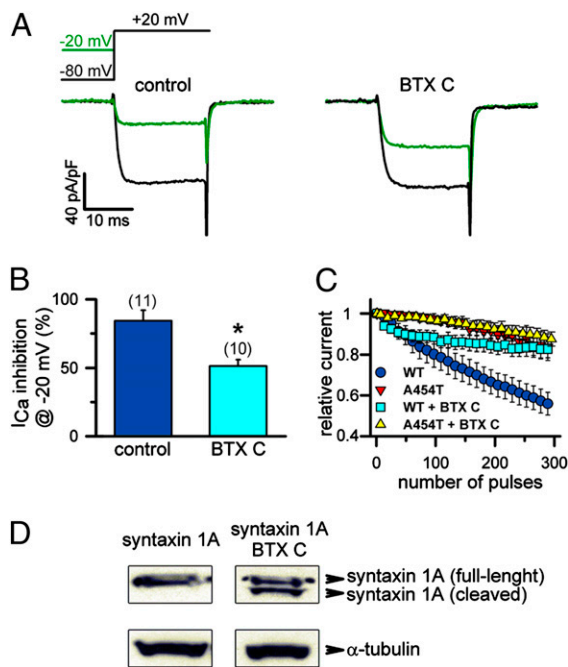 A
+20 mV
-20 mV
-80 mV
control
BTX C
40 pA/pF
10 ms
B
ICa inhibition
@ -20 mV (%)
100
50
0
(11)
*
(10)
control
BTX C
C
relative current
1
0.8
0.6
0.4
WT
A454T
WT + BTX C
A454T + BTX C
0
100
200
300
number of pulses
D
syntaxin 1A
syntaxin 1A
BTX C
syntaxin 1A (full-lenght)
syntaxin 1A (cleaved)
α-tubulin